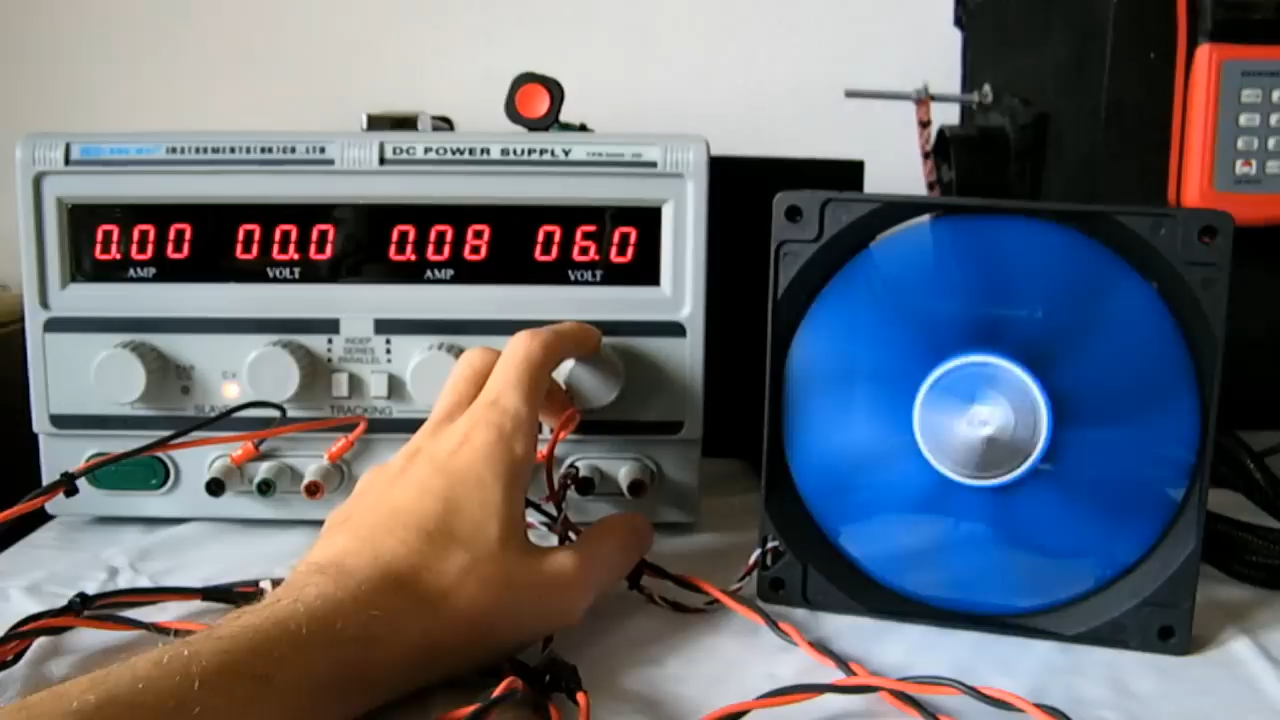 INSTRUMENTS(HK)CO.,LTD
DC POWER SUPPLY
0.00 00.0 0.08 06.0
AMP VOLT AMP VOLT
INDEP
SERIES
PARALLEL
C.V
SLAVE
TRACKING